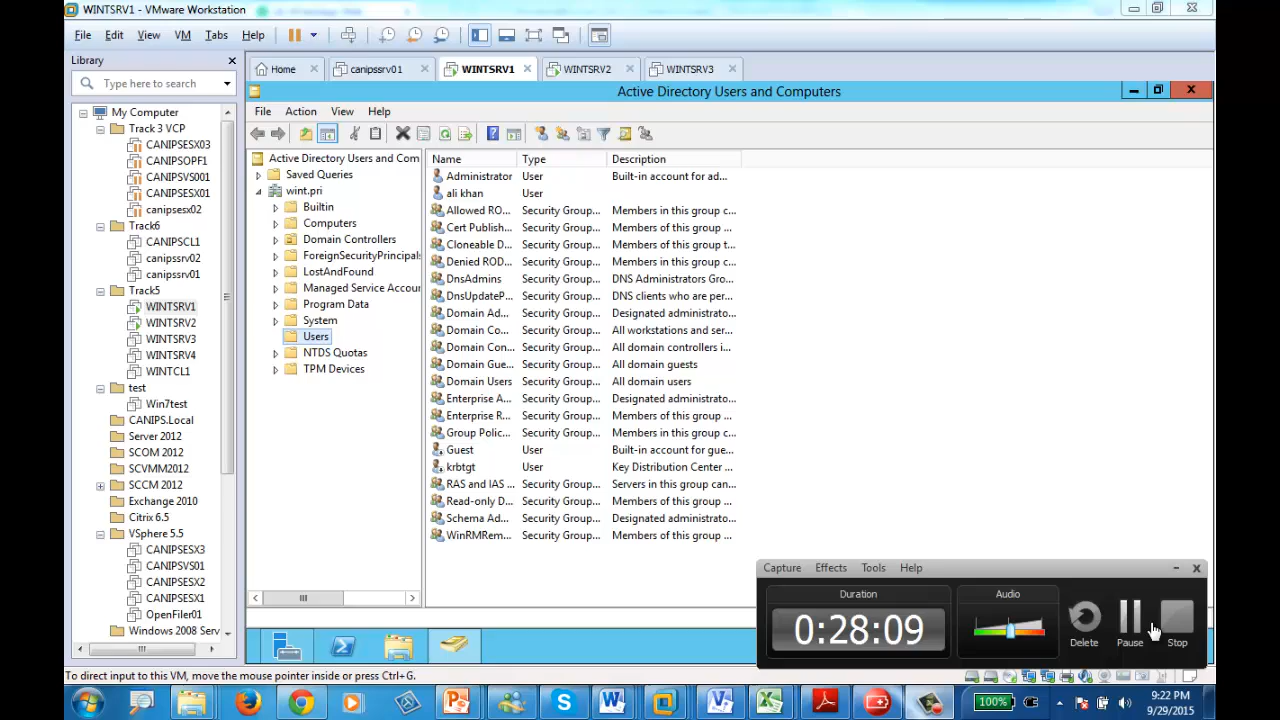 WINTSRV1 - VMware Workstation
File Edit View VM Tabs Help
Library
Type here to search
My Computer
Track 3 VCP
CANIPSESX03
CANIPSOPF1
CANIPSVS001
CANIPSESX01
canipsesx02
Track6
CANIPSCL1
canipssrv02
canipssrv01
Track5
WINTSRV1
WINTSRV2
WINTSRV3
WINTSRV4
WINTCL1
test
Win7test
CANIPS.Local
Server 2012
SCOM 2012
SCVMM2012
SCCM 2012
Exchange 2010
Citrix 6.5
VSphere 5.5
CANIPSESX3
CANIPSVS01
CANIPSESX2
CANIPSESX1
OpenFiler01
Windows 2008 Serv
Home canipssrv01 WINTSRV1 WINTSRV2 WINTSRV3
Active Directory Users and Computers
File Action View Help
Active Directory Users and Com
Saved Queries
wint.pri
Builtin
Computers
Domain Controllers
ForeignSecurityPrincipals
LostAndFound
Managed Service Accour
Program Data
System
Users
NTDS Quotas
TPM Devices
Name Type Description
Administrator User Built-in account for ad...
ali khan User
Allowed RO... Security Group... Members in this group c...
Cert Publish... Security Group... Members of this group ...
Cloneable D... Security Group... Members of this group t...
Denied ROD... Security Group... Members in this group c...
DnsAdmins Security Group... DNS Administrators Gro...
DnsUpdateP... Security Group... DNS clients who are per...
Domain Ad... Security Group... Designated administrato...
Domain Co... Security Group... All workstations and ser...
Domain Con... Security Group... All domain controllers i...
Domain Gue... Security Group... All domain guests
Domain Users Security Group... All domain users
Enterprise A... Security Group... Designated administrato...
Enterprise R... Security Group... Members of this group ...
Group Polic... Security Group... Members in this group c...
Guest User Built-in account for gue...
krbtgt User Key Distribution Center ...
RAS and IAS ... Security Group... Servers in this group can...
Read-only D... Security Group... Members of this group ...
Schema Ad... Security Group... Designated administrato...
WinRMRem... Security Group... Members of this group ...
Capture Effects Tools Help
Duration
0:28:09
Audio
Delete Pause Stop
To direct input to this VM, move the mouse pointer inside or press Ctrl+G.
100%
9:22 PM
9/29/2015